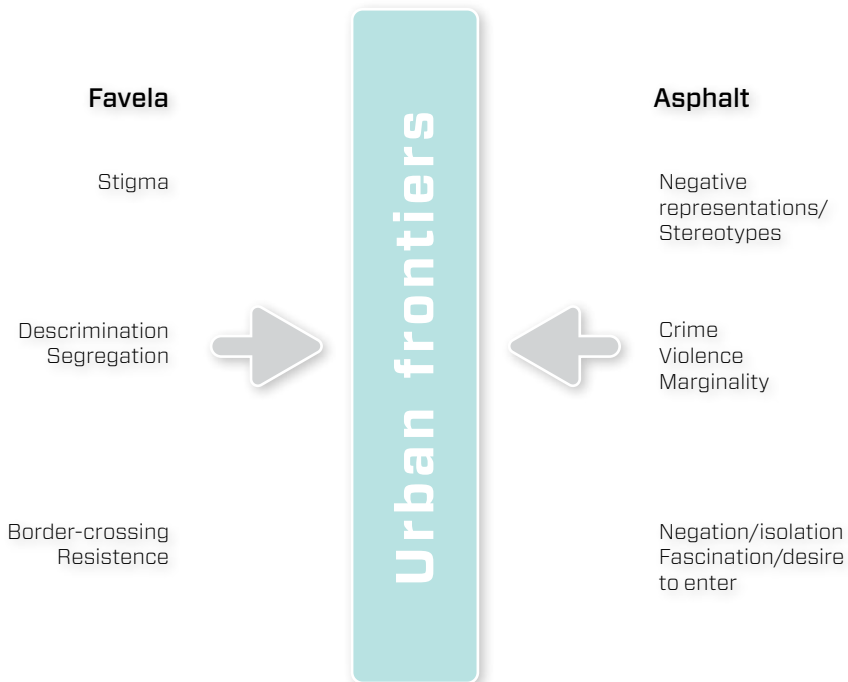 Favela
Stigma
Descrimination
Segregation
Border-crossing
Resistence
Urban frontiers
Asphalt
Negative
representations/
Stereotypes
Crime
Violence
Marginality
Negation/isolation
Fascination/desire
to enter